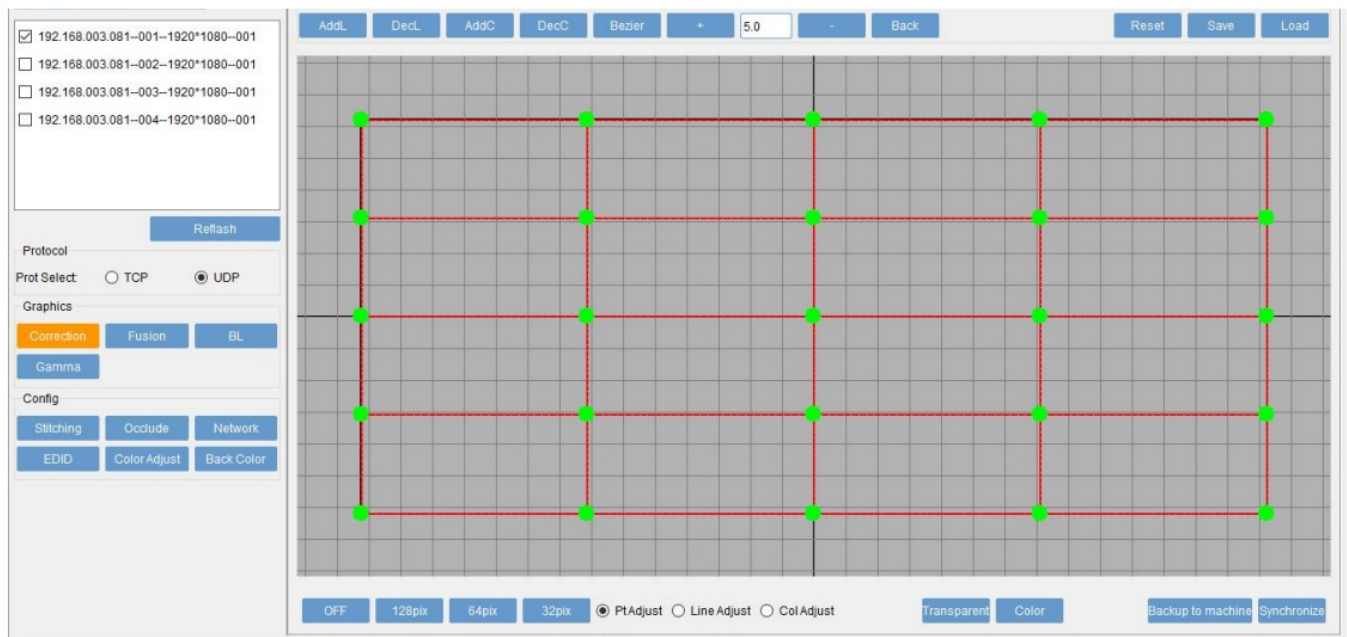 192.168.003.081--001--1920*1080--001
192.168.003.081--002--1920*1080--001
192.168.003.081--003--1920*1080--001
192.168.003.081--004--1920*1080--001
Reflash
Protocol
Prot Select: TCP UDP
Graphics
Correction Fusion BL
Gamma
Config
Stitching Occlude Network
EDID Color Adjust Back Color
AddL DecL AddC DecC Bezier + 5.0 - Back Reset Save Load
OFF 128pix 64pix 32pix PtAdjust Line Adjust Col Adjust Transparent Color Backup to machine Synchronize